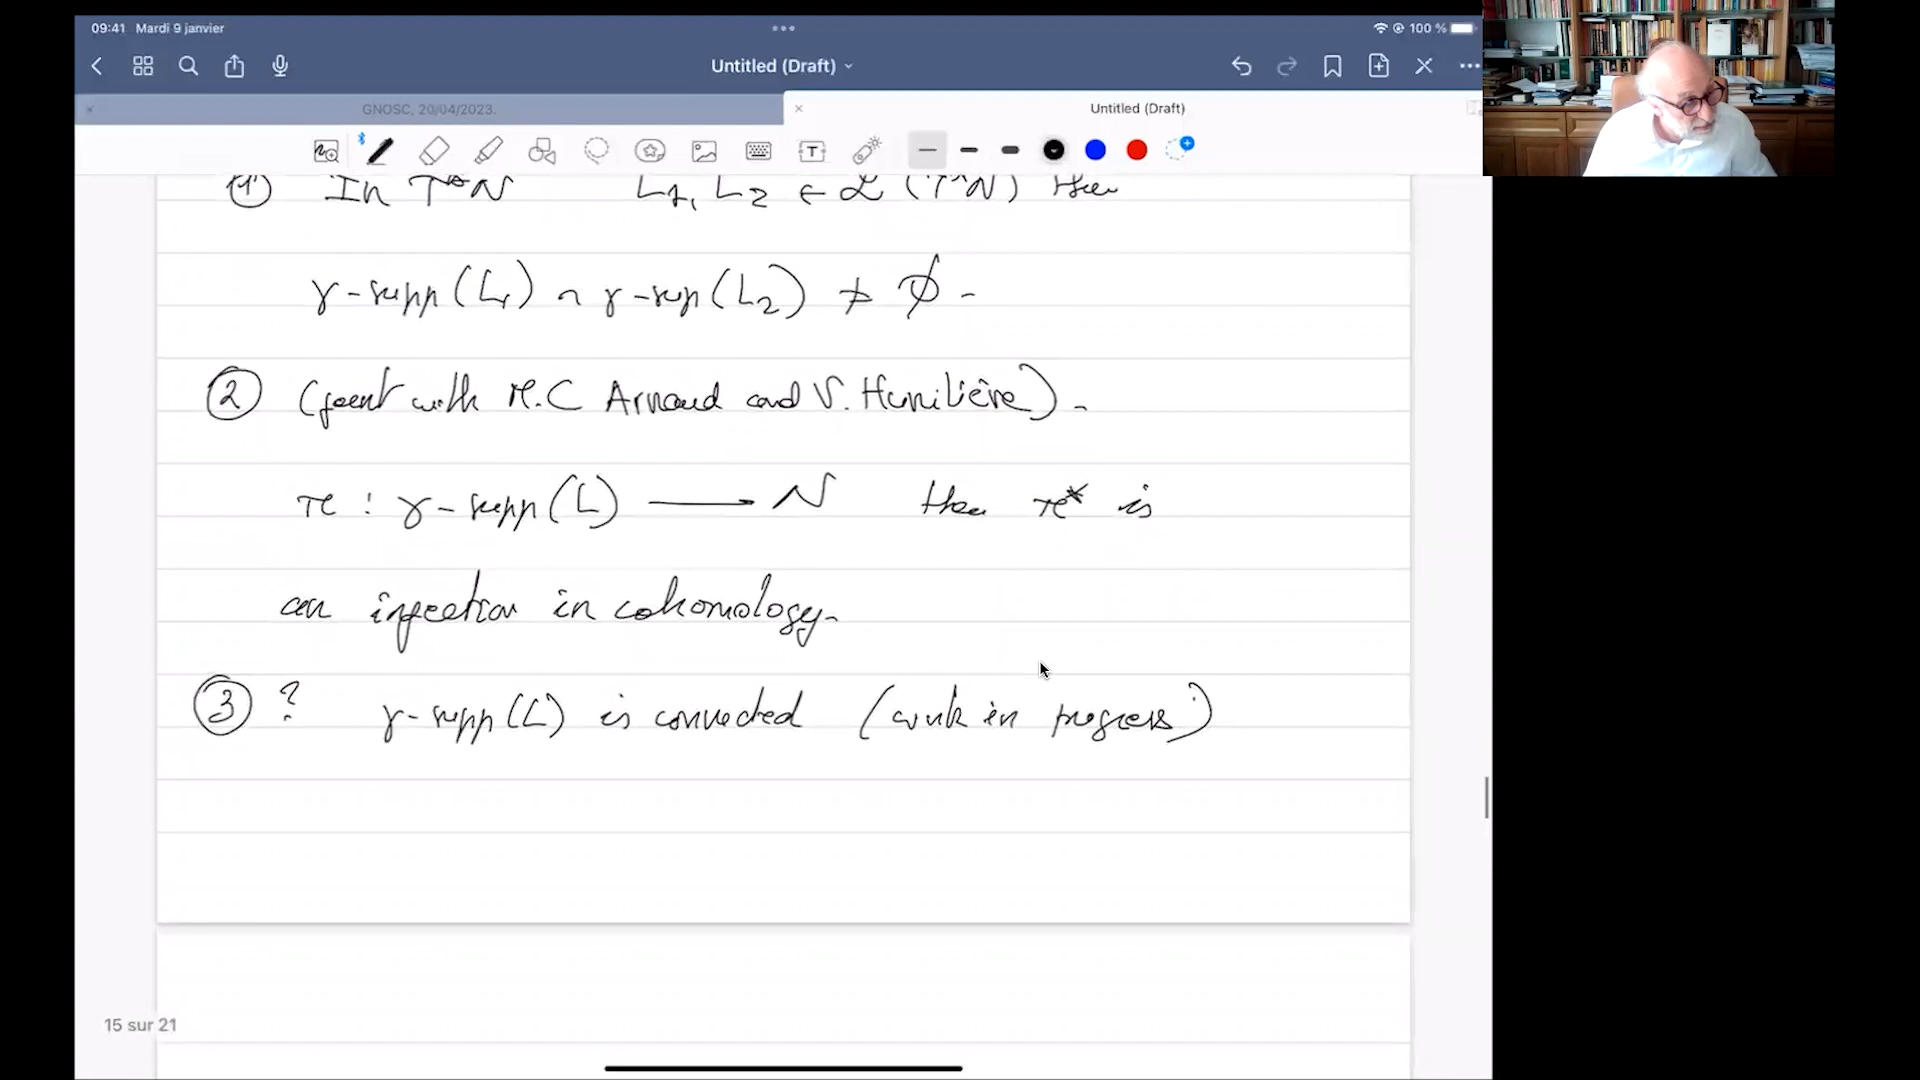 09:41 Mardi 9 janvier
100 %
Untitled (Draft)
GNOSC, 20/04/2023.
Untitled (Draft)
① In T*N L₁, L₂ ∈ ℒ (T*N) then
γ-supp(L₁) ∩ γ-supp(L₂) ≠ ∅ -
② (joint with M.C Arnaud and V. Humilière). -
π : γ-supp(L) ⟶ N then π* is
an injection in cohomology.
③ ? γ-supp(L) is connected (work in progress)
15 sur 21